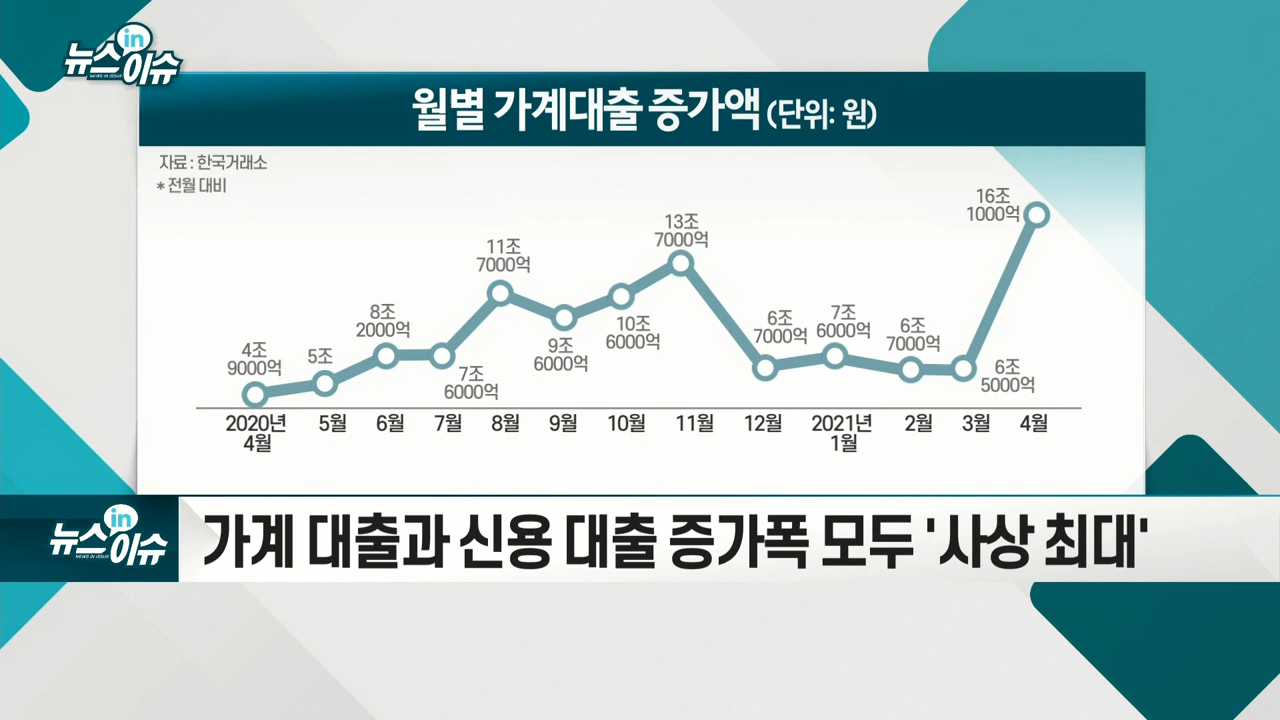 뉴스in이슈
NEWS IN ISSUE
월별 가계대출 증가액 (단위: 원)
자료 : 한국거래소
* 전월 대비
4조
9000억
5조
8조
2000억
7조
6000억
11조
7000억
9조
6000억
10조
6000억
13조
7000억
6조
7000억
7조
6000억
6조
7000억
6조
5000억
16조
1000억
2020년 5월 6월 7월 8월 9월 10월 11월 12월 2021년 2월 3월 4월
4월 1월
뉴스in이슈
NEWS IN ISSUE
가계 대출과 신용 대출 증가폭 모두 '사상 최대'